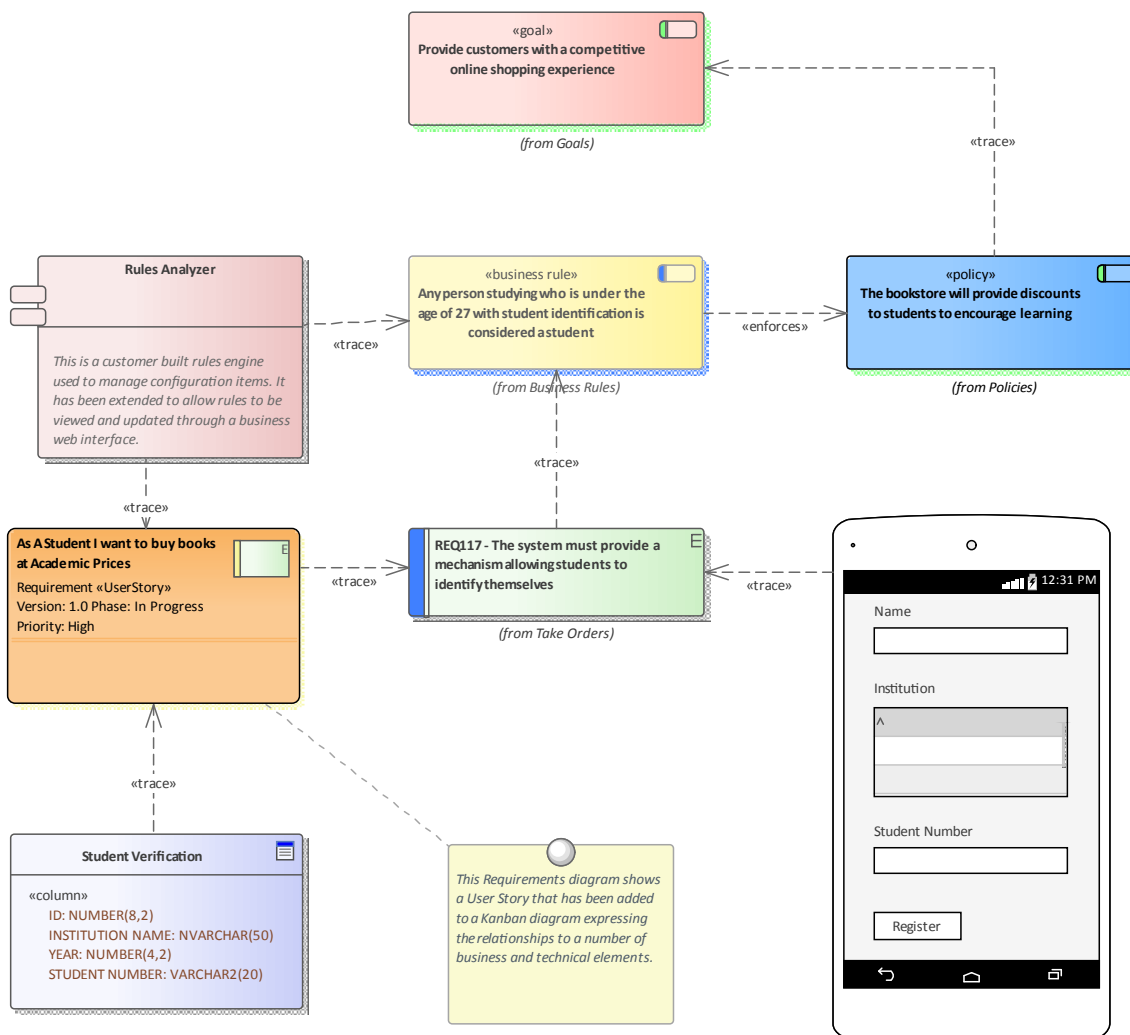 «goal»
Provide customers with a competitive
online shopping experience
(from Goals)
«trace»
Rules Analyzer
This is a customer built rules engine
used to manage configuration items. It
has been extended to allow rules to be
viewed and updated through a business
web interface.
«trace»
«business rule»
Any person studying who is under the
age of 27 with student identification is
considered a student
(from Business Rules)
«enforces»
«policy»
The bookstore will provide discounts
to students to encourage learning
(from Policies)
«trace»
«trace»
As A Student I want to buy books
at Academic Prices
E
Requirement «UserStory»
Version: 1.0 Phase: In Progress
Priority: High
«trace»
REQ117 - The system must provide a
mechanism allowing students to
identify themselves
E
(from Take Orders)
«trace»
12:31 PM
Name
Institution
^
Student Number
Register
«trace»
Student Verification
«column»
ID: NUMBER(8,2)
INSTITUTION NAME: NVARCHAR(50)
YEAR: NUMBER(4,2)
STUDENT NUMBER: VARCHAR2(20)
This Requirements diagram shows
a User Story that has been added
to a Kanban diagram expressing
the relationships to a number of
business and technical elements.